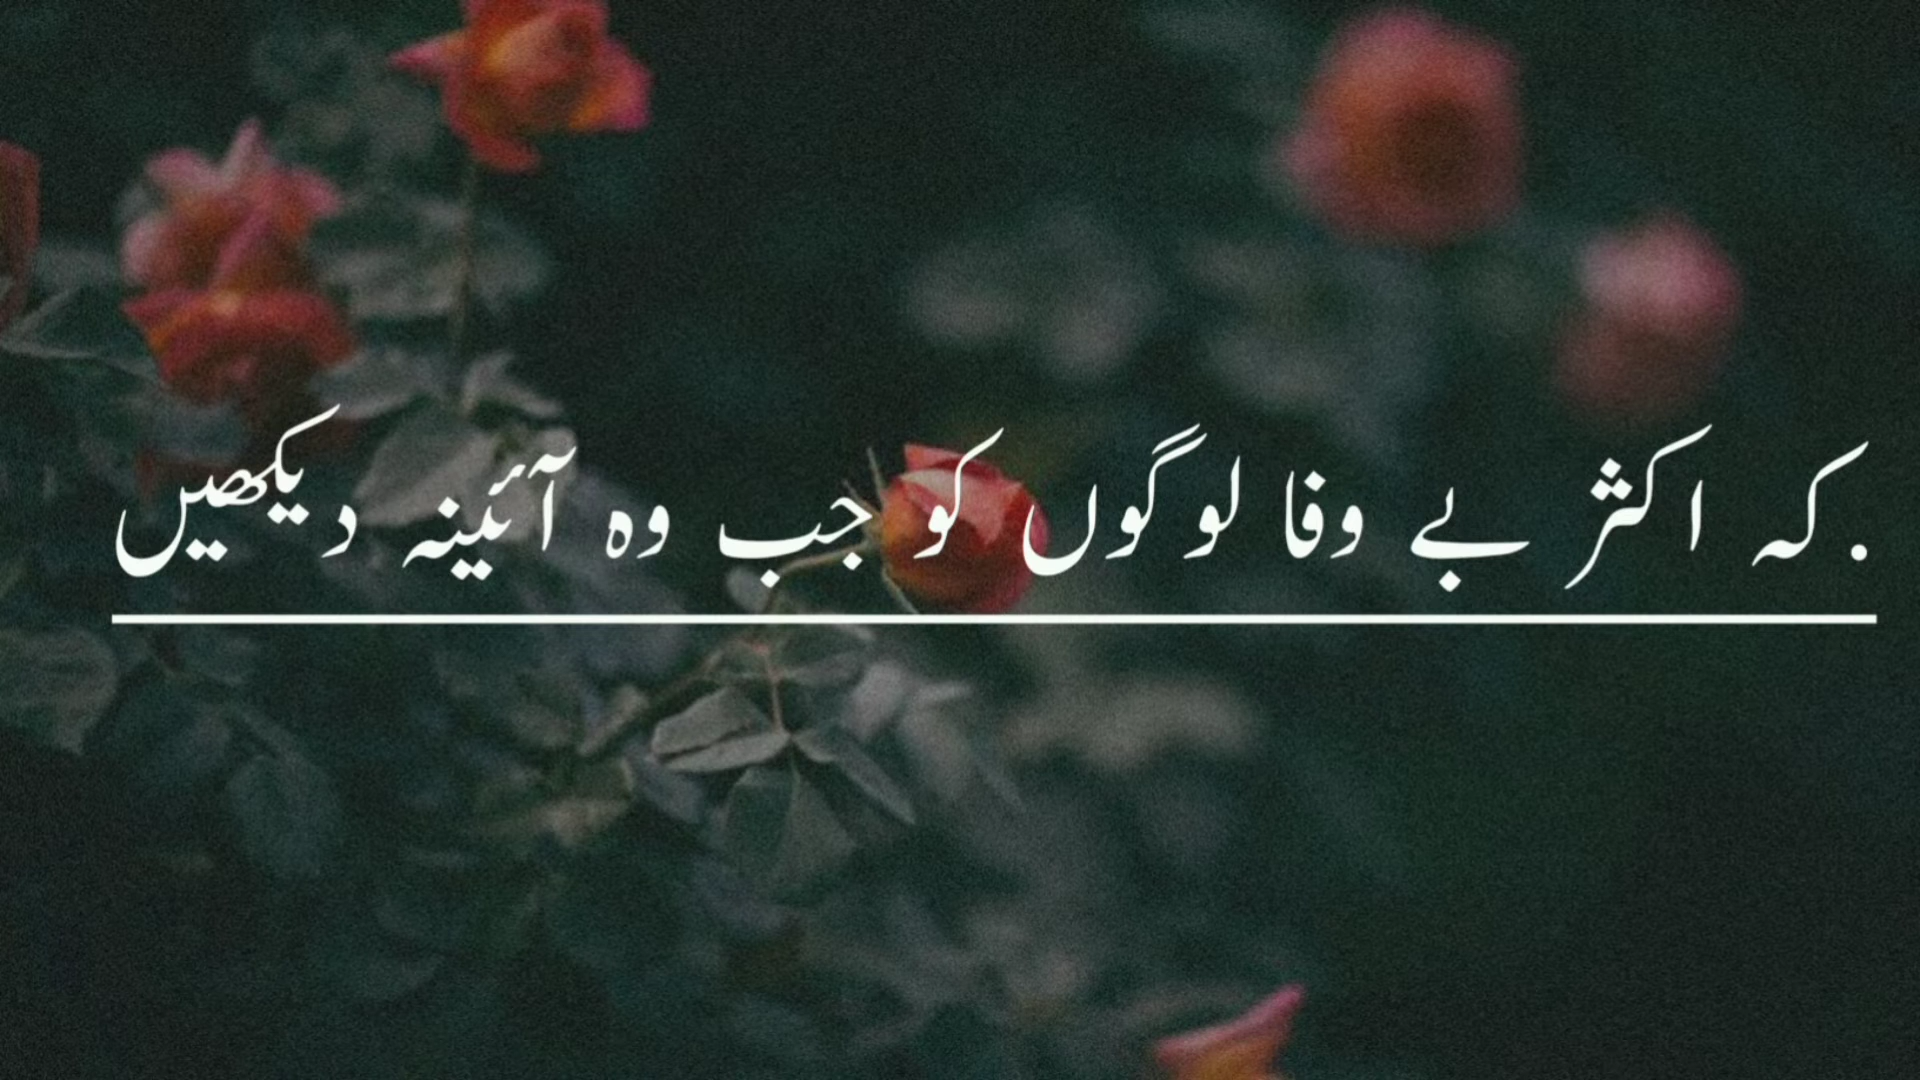 کہ اکثر بے وفا لوگوں کو جب وہ آئینہ دیکھیں.